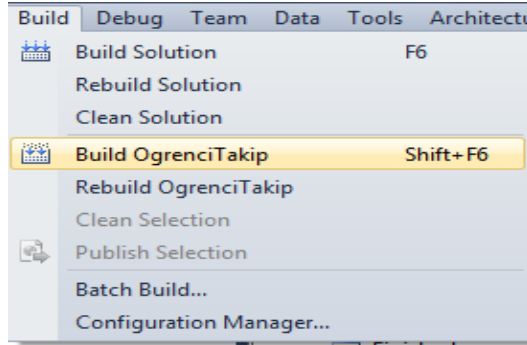 Build Debug Team Data Tools Architectu
Build Solution F6
Rebuild Solution
Clean Solution
Build OgrenciTakip Shift+F6
Rebuild OgrenciTakip
Clean Selection
Publish Selection
Batch Build...
Configuration Manager...